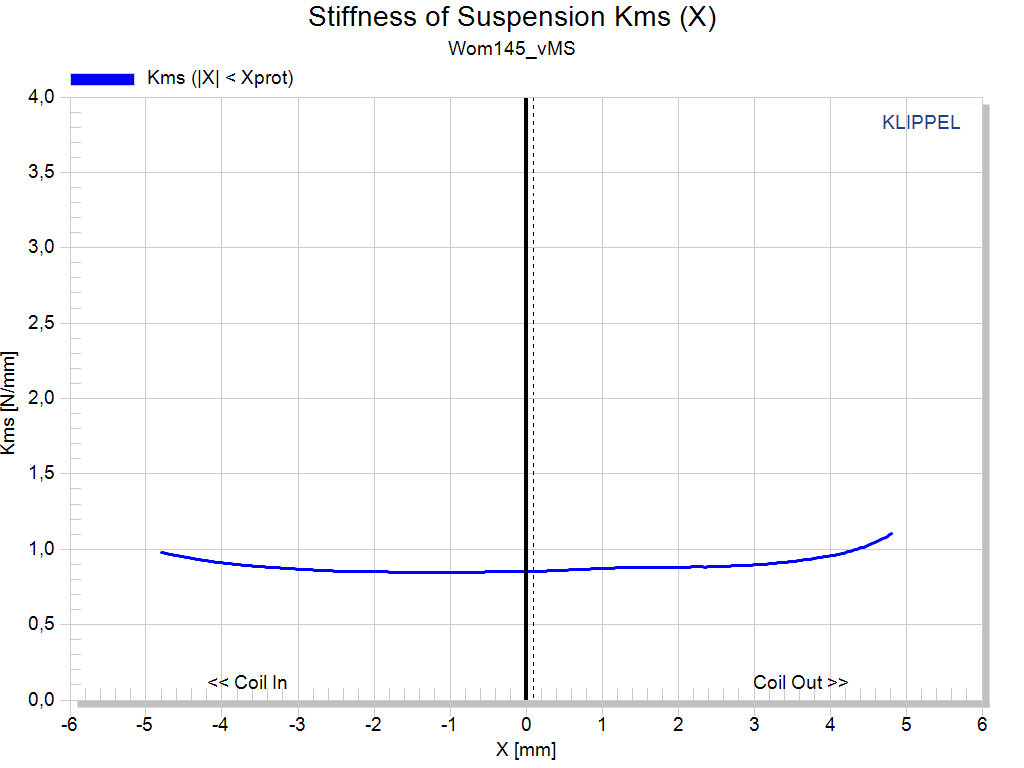 Stiffness of Suspension Kms (X)
Wom145_vMS
Kms (|X| < Xprot)
KLIPPEL
4,0
3,5
3,0
2,5
2,0
1,5
1,0
0,5
0,0
Kms [N/mm]
<< Coil In
Coil Out >>
-6 -5 -4 -3 -2 -1 0 1 2 3 4 5 6
X [mm]